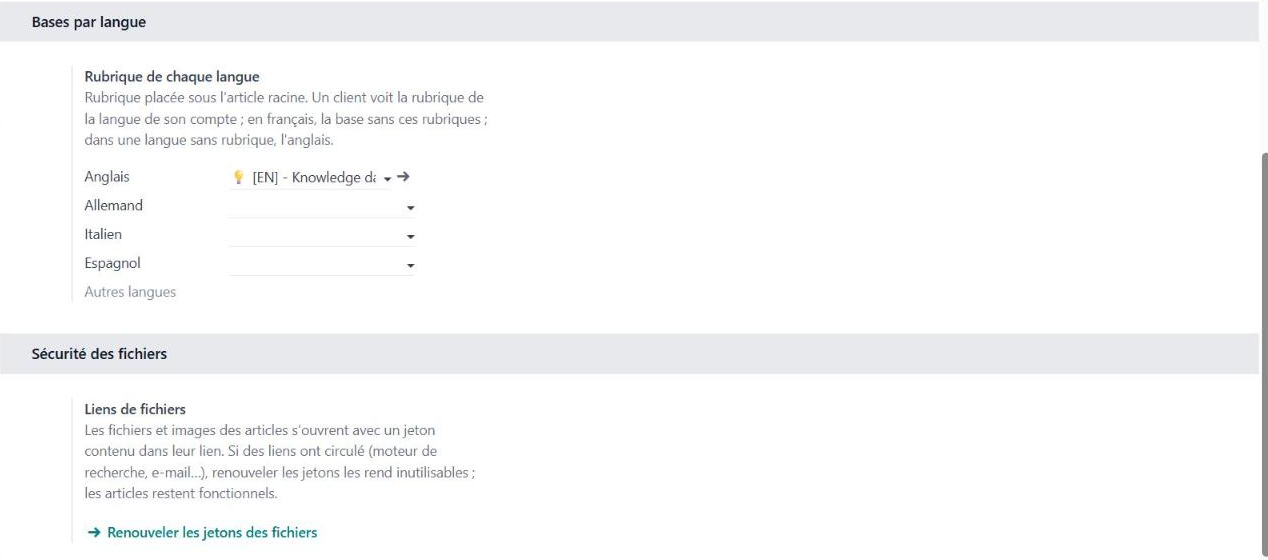 Bases par langue
Rubrique de chaque langue
Rubrique placée sous l'article racine. Un client voit la rubrique de
la langue de son compte ; en français, la base sans ces rubriques ;
dans une langue sans rubrique, l'anglais.
Anglais [EN] - Knowledge da
Allemand
Italien
Espagnol
Autres langues
Sécurité des fichiers
Liens de fichiers
Les fichiers et images des articles s'ouvrent avec un jeton
contenu dans leur lien. Si des liens ont circulé (moteur de
recherche, e-mail…), renouveler les jetons les rend inutilisables ;
les articles restent fonctionnels.
→ Renouveler les jetons des fichiers